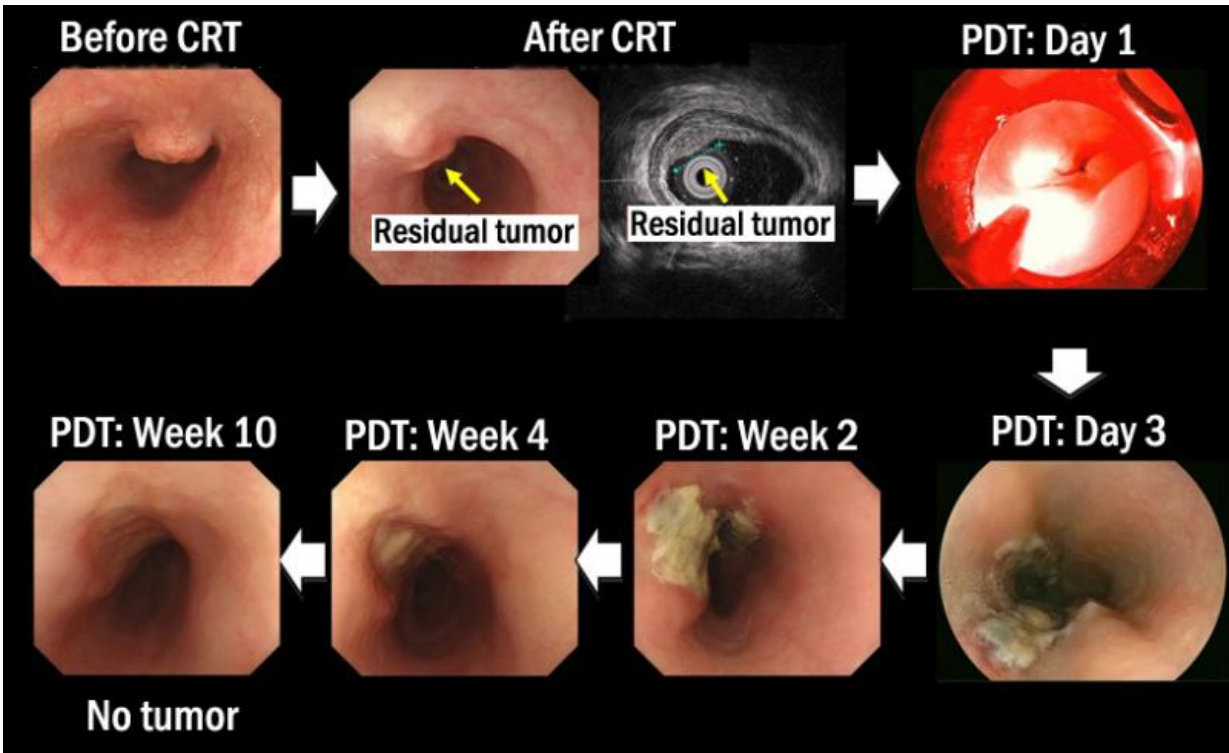 Before CRT
After CRT
PDT: Day 1
Residual tumor
Residual tumor
PDT: Day 3
PDT: Week 2
PDT: Week 4
PDT: Week 10
No tumor